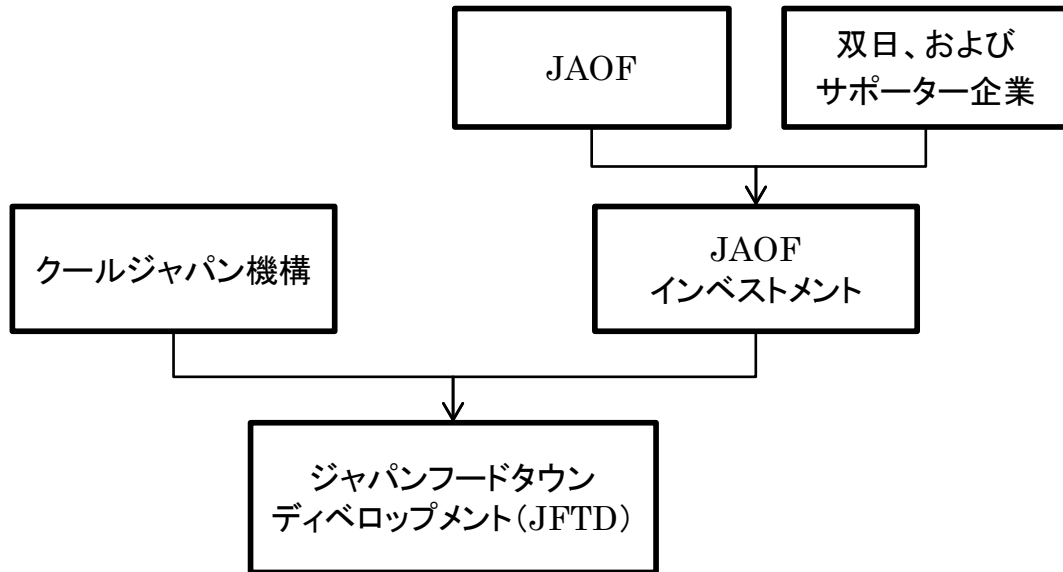 JAOF
双日、および
サポーター企業
クールジャパン機構
JAOF
インベストメント
ジャパンフードタウン
ディベロップメント(JFTD)